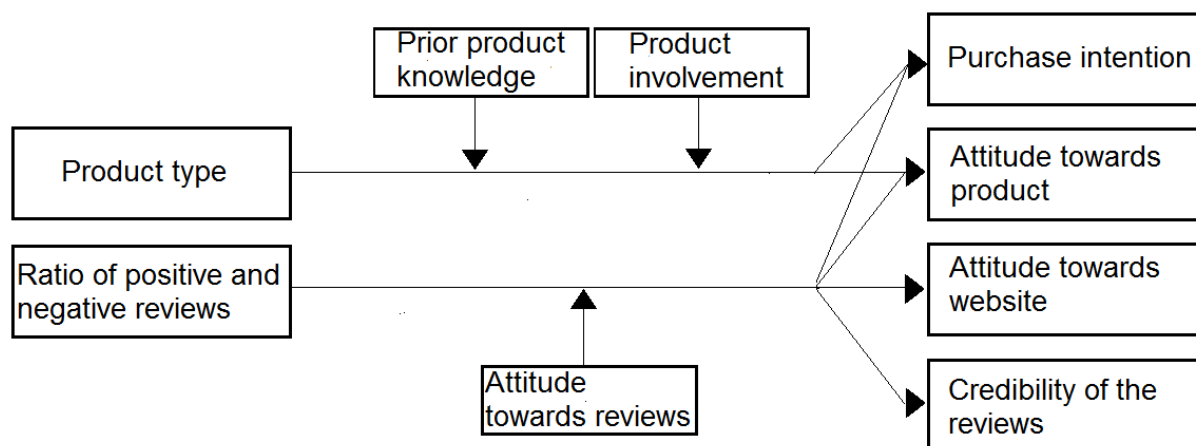 Prior product
knowledge
Product
involvement
Purchase intention
Product type
Attitude towards
product
Ratio of positive and
negative reviews
Attitude towards
website
Attitude
towards reviews
Credibility of the
reviews